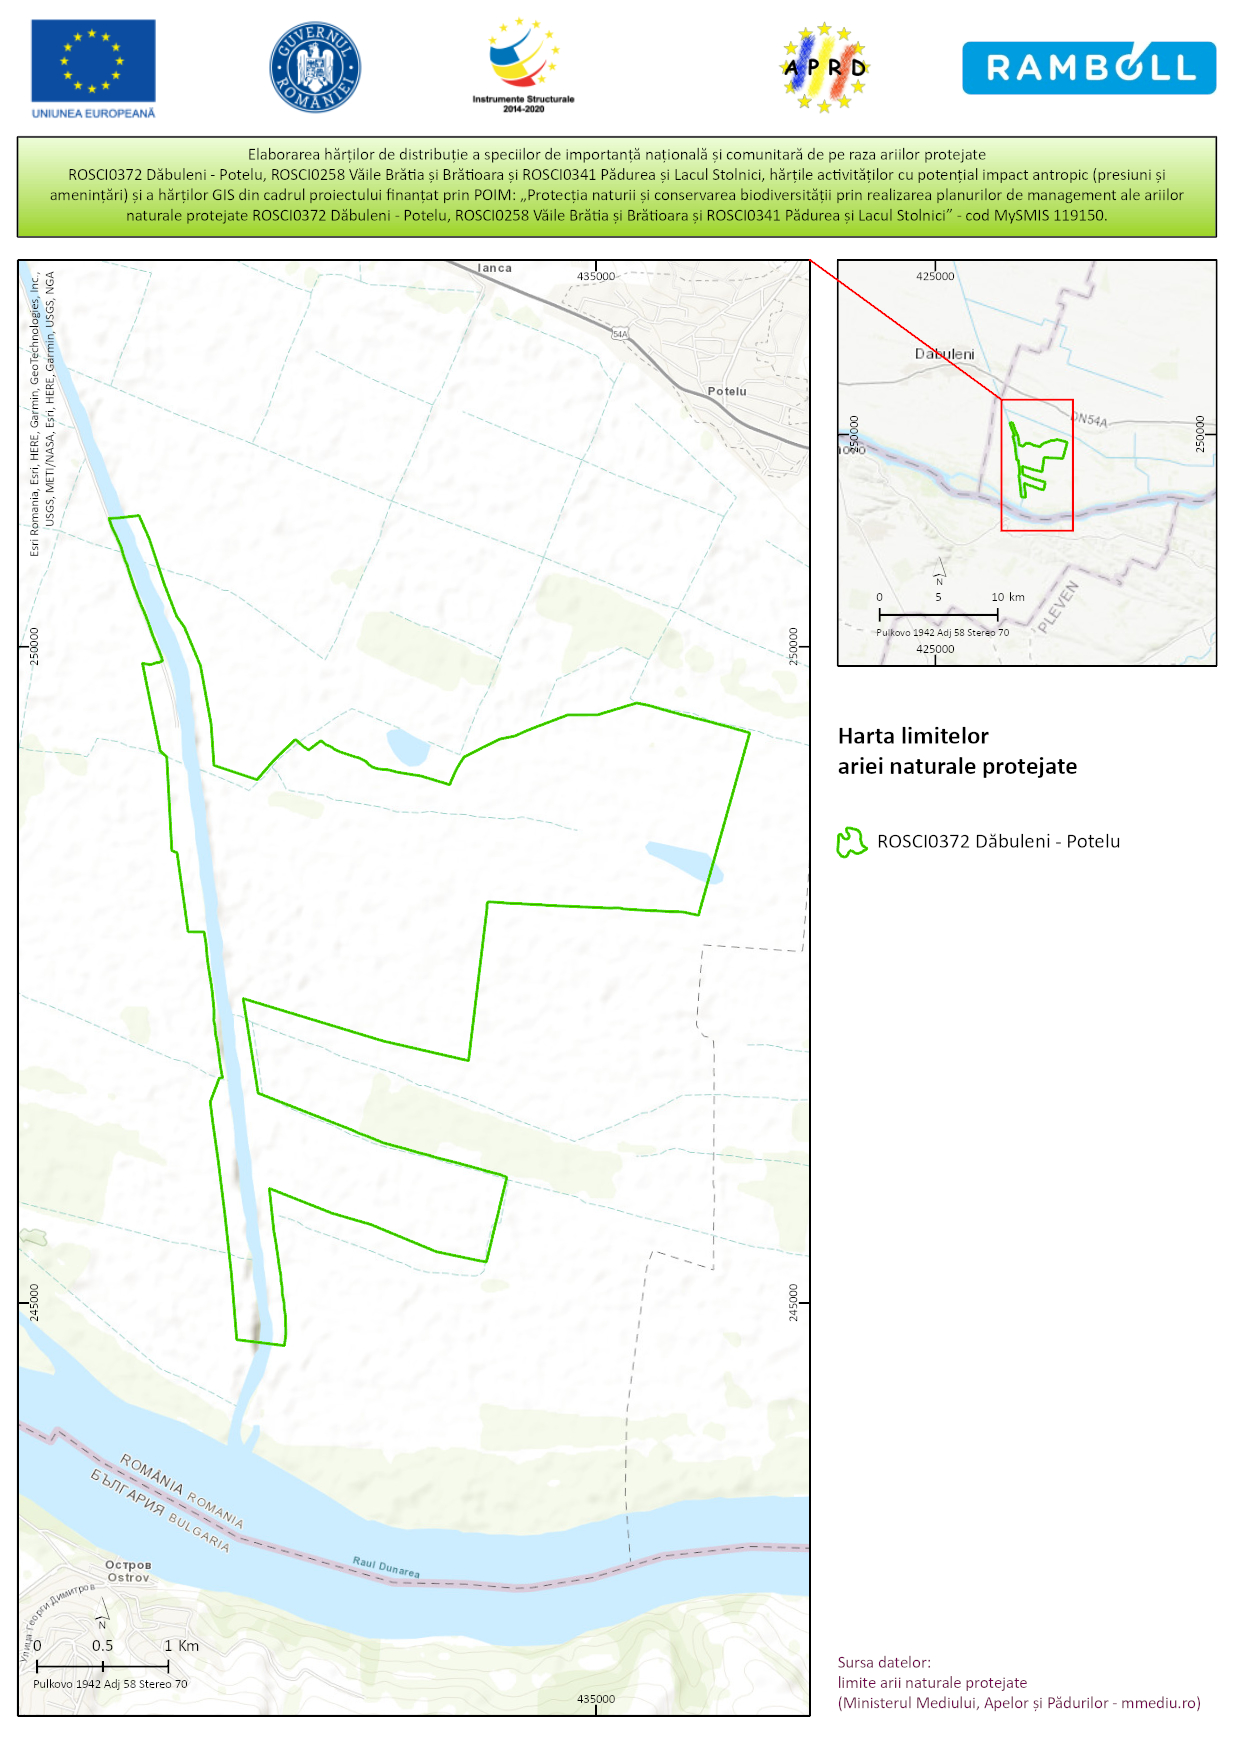 UNIUNEA EUROPEANĂ
GUVERNUL ROMÂNIEI
Instrumente Structurale
2014-2020
APRD
RAMBOLL
Elaborarea hărților de distribuție a speciilor de importanță națională și comunitară de pe raza ariilor protejate
ROSCI0372 Dăbuleni - Potelu, ROSCI0258 Văile Brătia și Brătioara și ROSCI0341 Pădurea și Lacul Stolnici, hărțile activităților cu potențial impact antropic (presiuni și
amenințări) și a hărților GIS din cadrul proiectului finanțat prin POIM: „Protecția naturii și conservarea biodiversității prin realizarea planurilor de management ale ariilor
naturale protejate ROSCI0372 Dăbuleni - Potelu, ROSCI0258 Văile Brătia și Brătioara și ROSCI0341 Pădurea și Lacul Stolnici” - cod MySMIS 119150.
Esri Romania, Esri, HERE, Garmin, GeoTechnologies, Inc.,
USGS, METI/NASA, Esri, HERE, Garmin, USGS, NGA
Ianca
435000
54A
Potelu
250000
250000
245000
245000
ROMÂNIA ROMANIA
БЪЛГАРИЯ BULGARIA
Raul Dunarea
Остров
Ostrov
Улица Георги Димитров
N
0 0.5 1 Km
Pulkovo 1942 Adj 58 Stereo 70
435000
425000
Dabuleni
DN54A
250000
250000
PLEVEN
N
0 5 10 km
Pulkovo 1942 Adj 58 Stereo 70
425000
Harta limitelor
ariei naturale protejate
ROSCI0372 Dăbuleni - Potelu
Sursa datelor:
limite arii naturale protejate
(Ministerul Mediului, Apelor și Pădurilor - mmediu.ro)